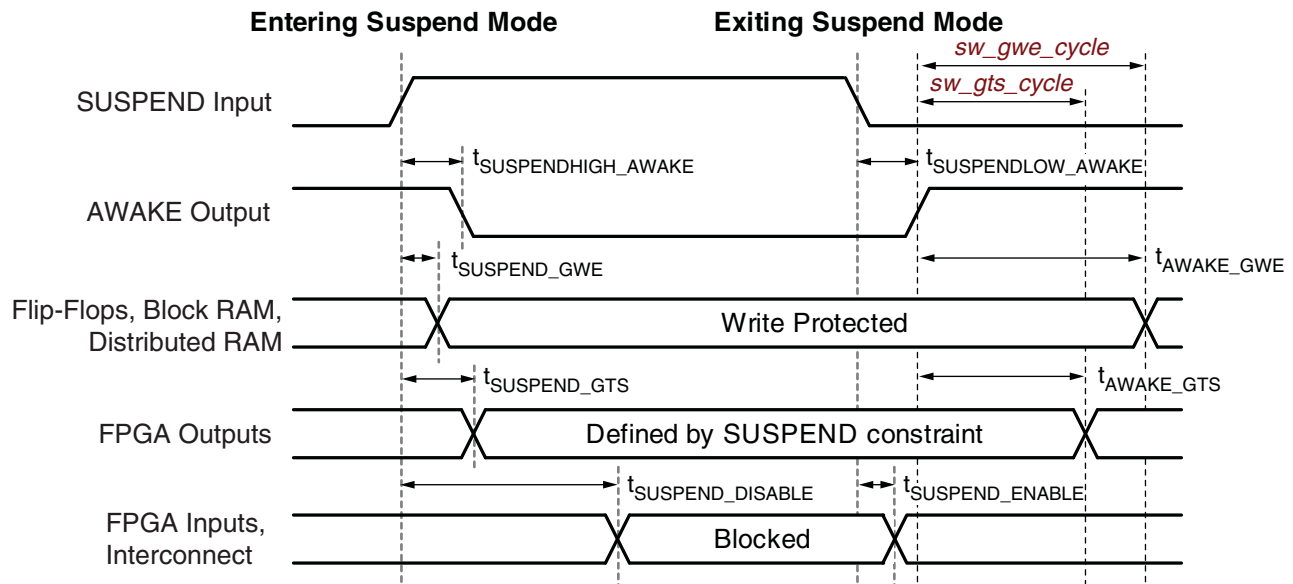 Entering Suspend Mode
Exiting Suspend Mode
sw_gwe_cycle
sw_gts_cycle
SUSPEND Input
tSUSPENDHIGH_AWAKE
tSUSPENDLOW_AWAKE
AWAKE Output
tSUSPEND_GWE
tAWAKE_GWE
Flip-Flops, Block RAM,
Distributed RAM
Write Protected
tSUSPEND_GTS
tAWAKE_GTS
FPGA Outputs
Defined by SUSPEND constraint
tSUSPEND_DISABLE
tSUSPEND_ENABLE
FPGA Inputs,
Interconnect
Blocked